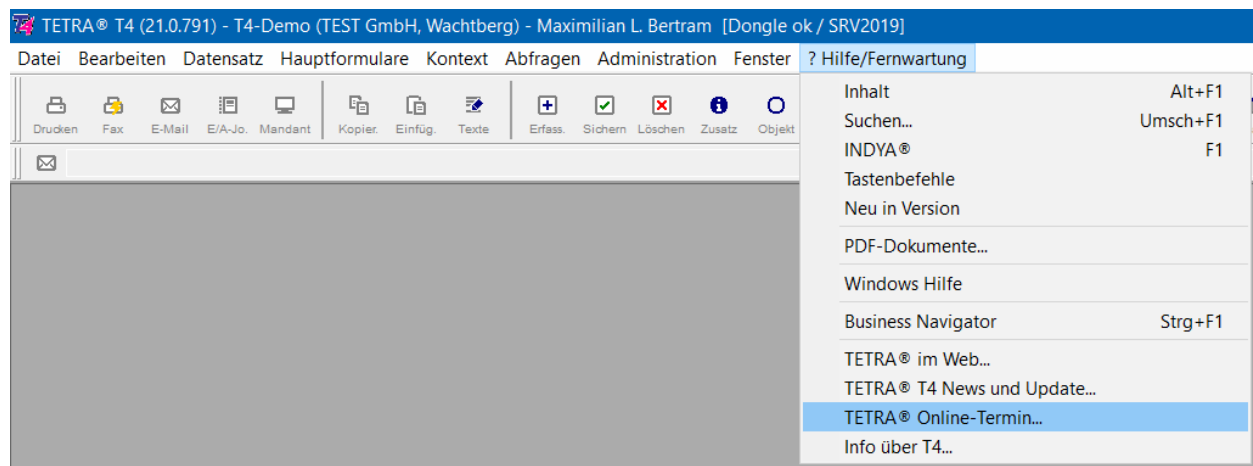 TETRA® T4 (21.0.791) - T4-Demo (TEST GmbH, Wachtberg) - Maximilian L. Bertram [Dongle ok / SRV2019]
Datei Bearbeiten Datensatz Hauptformulare Kontext Abfragen Administration Fenster ? Hilfe/Fernwartung
Drucken Fax E-Mail E/A-Jo. Mandant Kopier. Einfüg. Texte Erfass. Sichern Löschen Zusatz Objekt
Inhalt Alt+F1
Suchen... Umsch+F1
INDYA® F1
Tastenbefehle
Neu in Version
PDF-Dokumente...
Windows Hilfe
Business Navigator Strg+F1
TETRA® im Web...
TETRA® T4 News und Update...
TETRA® Online-Termin...
Info über T4...